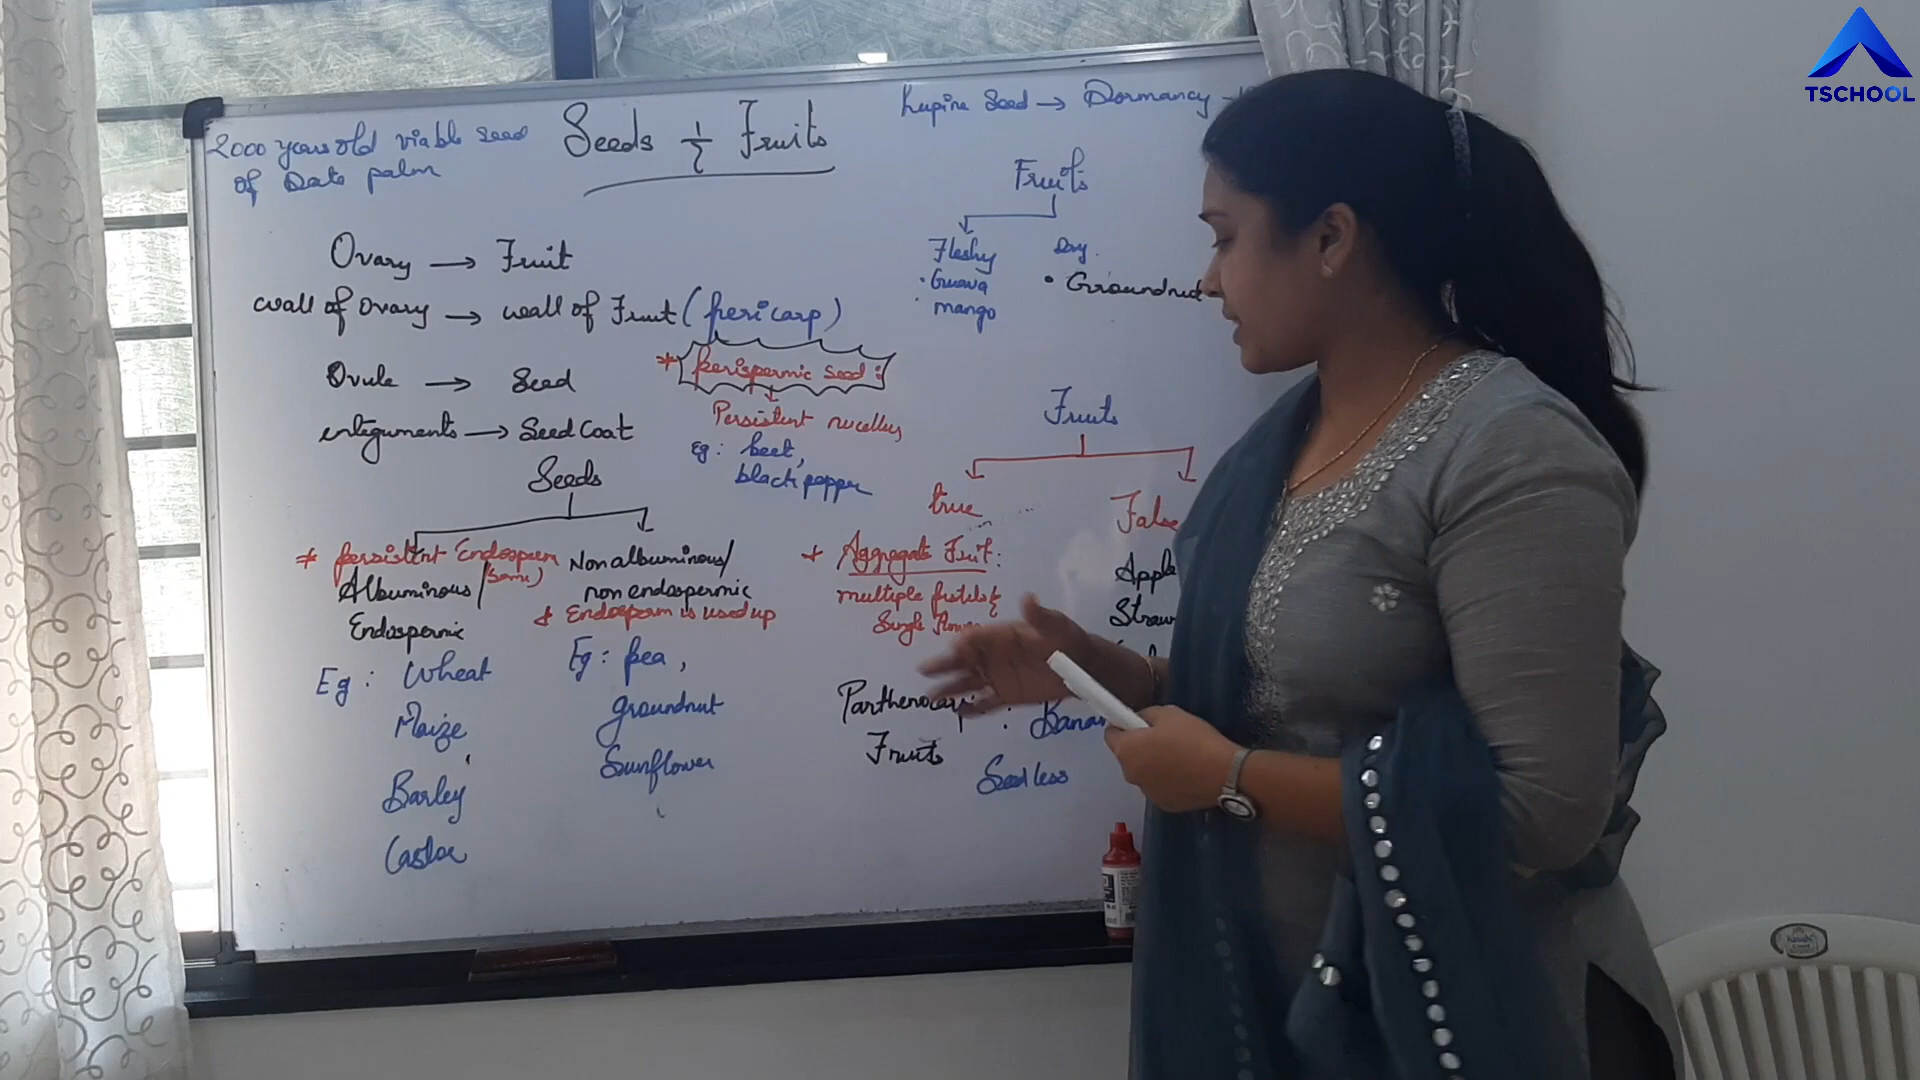 TSCHOOL
Seeds & Fruits
2000 years old viable seed
of Date palm
Lupine Seed → Dormancy -
Ovary → Fruit
wall of Ovary → wall of Fruit (pericarp)
Ovule → Seed
integuments → Seed Coat
* perispermic seed:
Persistent nucellus
Eg: beet,
black pepper
Seeds
* persistent Endosperm
(some)
Albuminous/
Endospermic
Eg: Wheat
Maize
Barley
Castor
Non albuminous/
non endospermic
* Endosperm is used up
Eg: pea,
groundnut
Sunflower
Fruits
Fleshy
• Guava
• mango
Dry.
• Groundnut
Fruits
true
False
Apple
Straw
* Aggregate Fruit:
multiple pistils &
Single flower
Parthenocarpi
Fruits
: Banan
Seedless